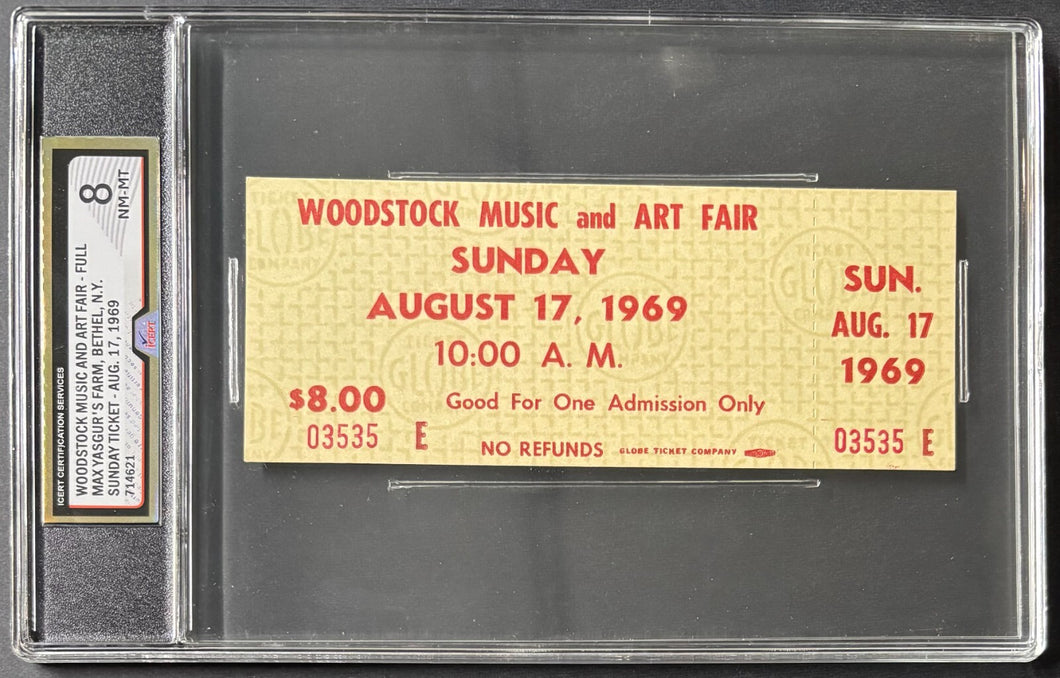 ICERT CERTIFICATION SERVICES
WOODSTOCK MUSIC AND ART FAIR - FULL
MAX YASGUR'S FARM, BETHEL, N.Y.
SUNDAY TICKET - AUG. 17, 1969
714621
8
NM-MT
ICERT
WOODSTOCK MUSIC and ART FAIR
SUNDAY
AUGUST 17, 1969
10:00 A. M.
$8.00
Good For One Admission Only
03535 E
NO REFUNDS
GLOBE TICKET COMPANY
SUN.
AUG. 17
1969
03535 E